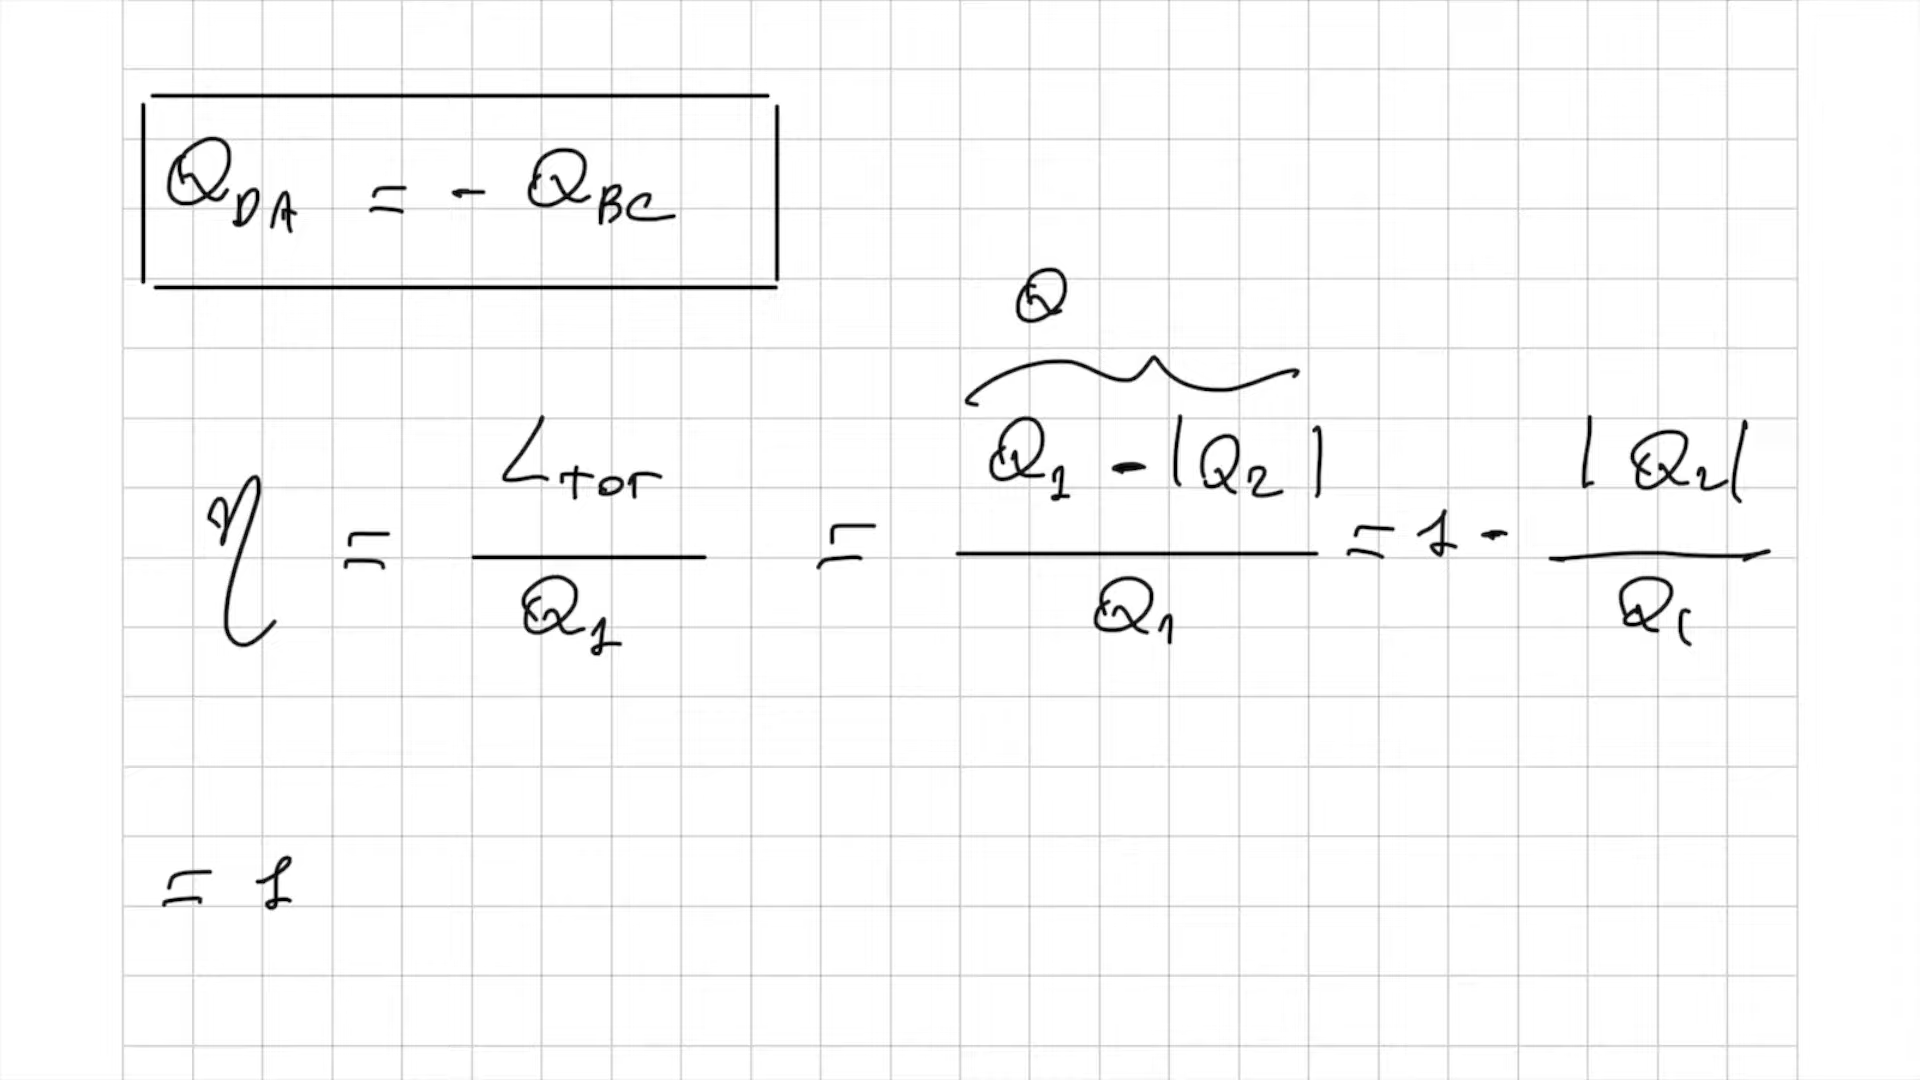 Q_DA = - Q_BC
Q
η = L_TOT / Q_1 = (Q_1 - |Q_2|) / Q_1 = 1 - |Q_2| / Q_1
= 1